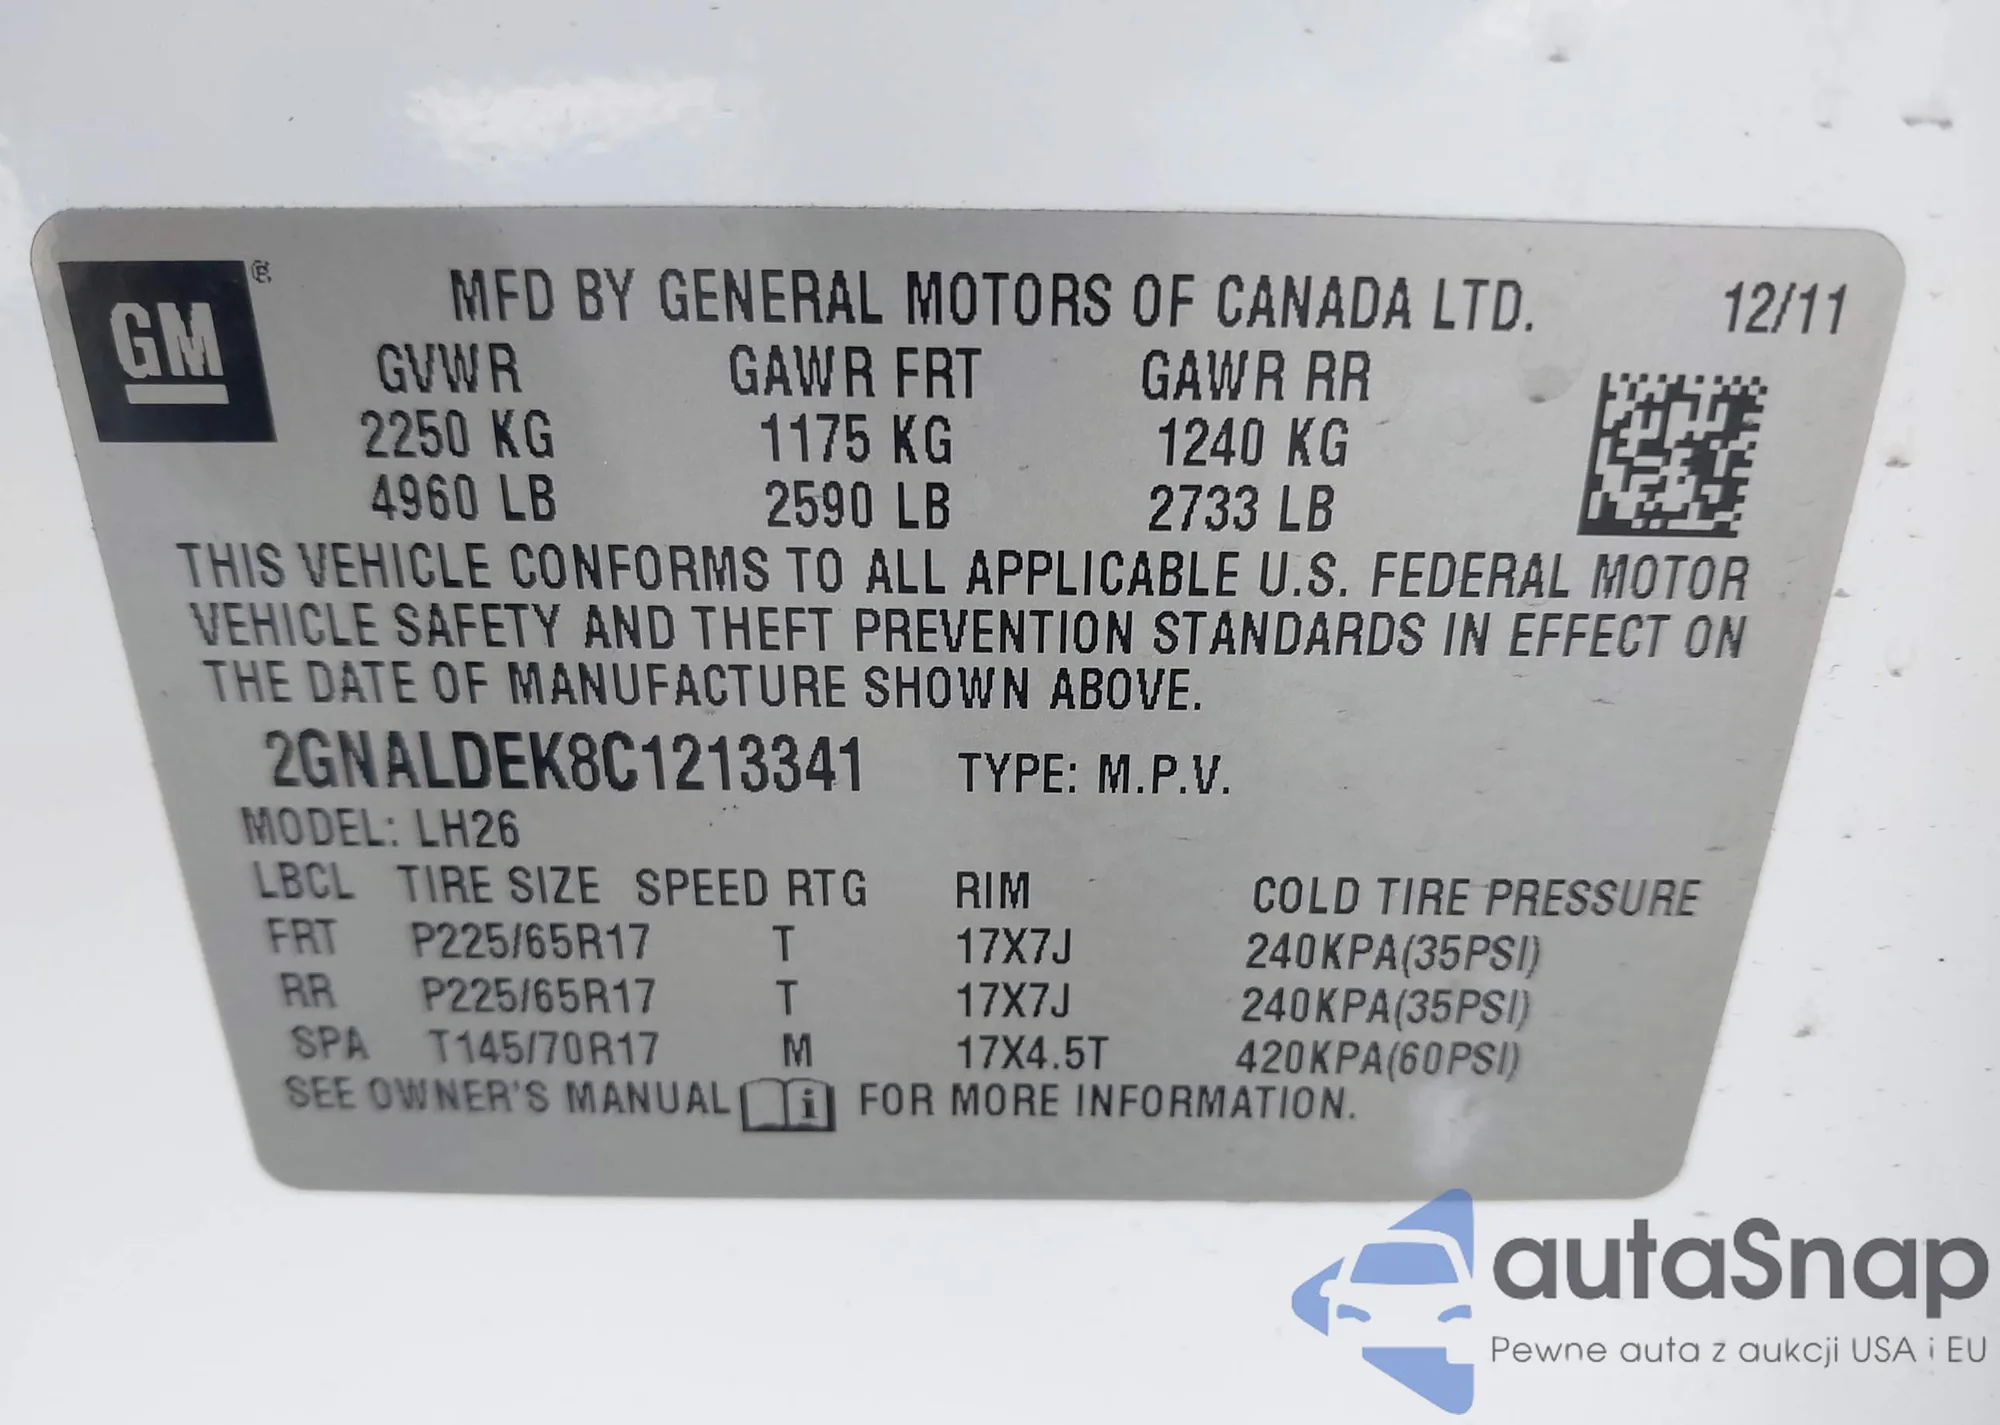 GM ®
MFD BY GENERAL MOTORS OF CANADA LTD. 12/11
GVWR GAWR FRT GAWR RR
2250 KG 1175 KG 1240 KG
4960 LB 2590 LB 2733 LB
THIS VEHICLE CONFORMS TO ALL APPLICABLE U.S. FEDERAL MOTOR
VEHICLE SAFETY AND THEFT PREVENTION STANDARDS IN EFFECT ON
THE DATE OF MANUFACTURE SHOWN ABOVE.
2GNALDEK8C1213341 TYPE: M.P.V.
MODEL: LH26
LBCL TIRE SIZE SPEED RTG RIM COLD TIRE PRESSURE
FRT P225/65R17 T 17X7J 240KPA(35PSI)
RR P225/65R17 T 17X7J 240KPA(35PSI)
SPA T145/70R17 M 17X4.5T 420KPA(60PSI)
SEE OWNER'S MANUAL i FOR MORE INFORMATION.
autaSnap
Pewne auta z aukcji USA i EU